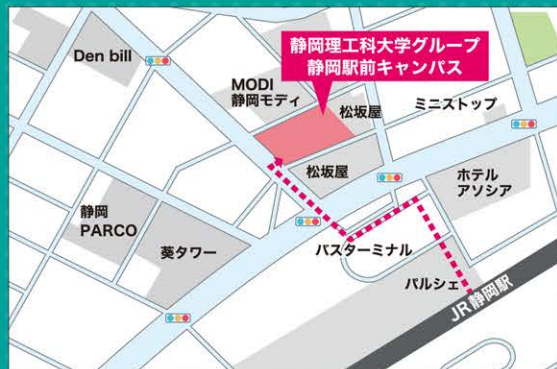 静岡理工科大学グループ
静岡駅前キャンパス
Den bill
MODI
静岡モディ
松坂屋
ミニストップ
松坂屋
ホテル
アソシア
静岡
PARCO
葵タワー
バスターミナル
パルシェ
JR静岡駅